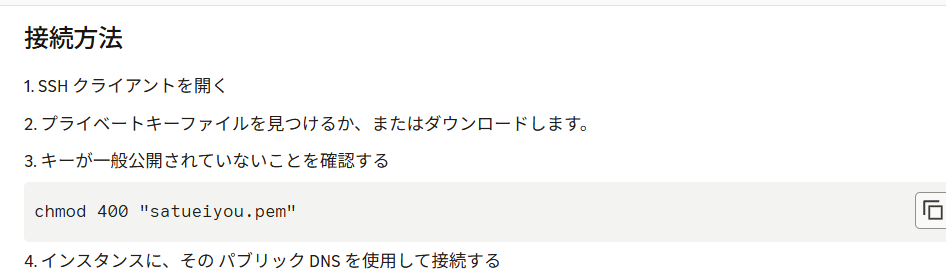 接続方法
1. SSH クライアントを開く
2. プライベートキーファイルを見つけるか、またはダウンロードします。
3. キーが一般公開されていないことを確認する
chmod 400 "satueiyou.pem"
4. インスタンスに、その パブリック DNS を使用して接続する